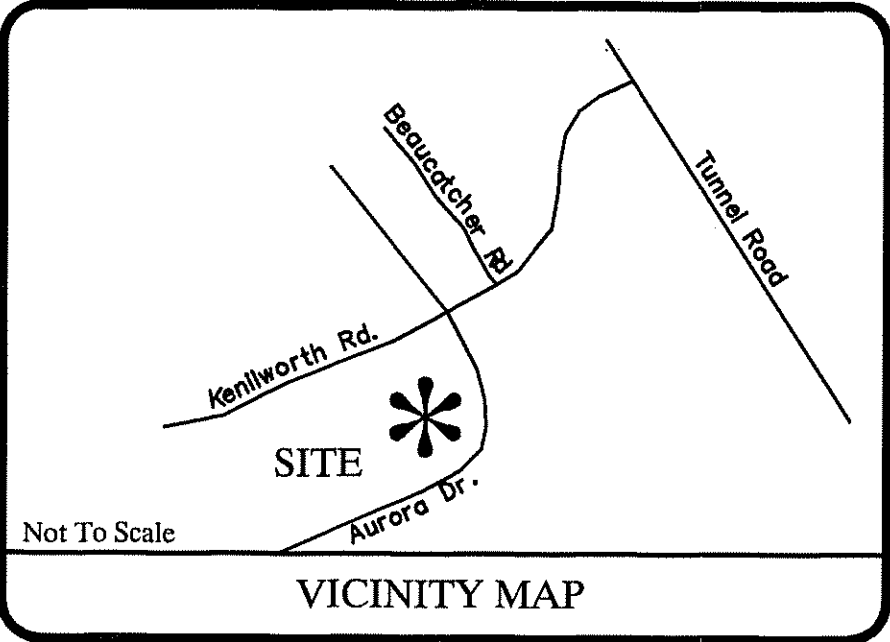 Beaucatcher Rd
Tunnel Road
Kenilworth Rd.
SITE
Aurora Dr.
Not To Scale
VICINITY MAP